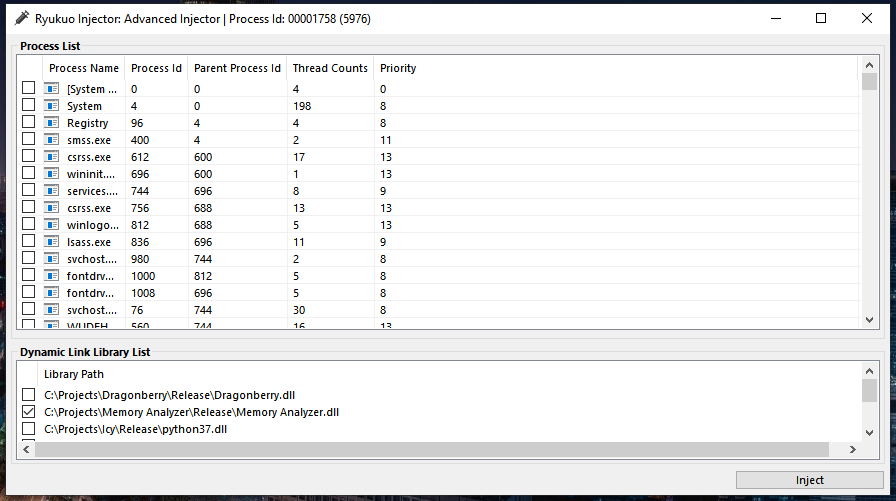 Ryukuo Injector: Advanced Injector | Process Id: 00001758 (5976)
Process List
Process Name Process Id Parent Process Id Thread Counts Priority
[System ... 0 0 4 0
System 4 0 198 8
Registry 96 4 4 8
smss.exe 400 4 2 11
csrss.exe 612 600 17 13
wininit.... 696 600 1 13
services.... 744 696 8 9
csrss.exe 756 688 13 13
winlogo... 812 688 5 13
lsass.exe 836 696 11 9
svchost.... 980 744 2 8
fontdrv... 1000 812 5 8
fontdrv... 1008 696 5 8
svchost.... 76 744 30 8
WUDFH... 560 744 16 13
Dynamic Link Library List
Library Path
C:\Projects\Dragonberry\Release\Dragonberry.dll
C:\Projects\Memory Analyzer\Release\Memory Analyzer.dll
C:\Projects\Icy\Release\python37.dll
Inject